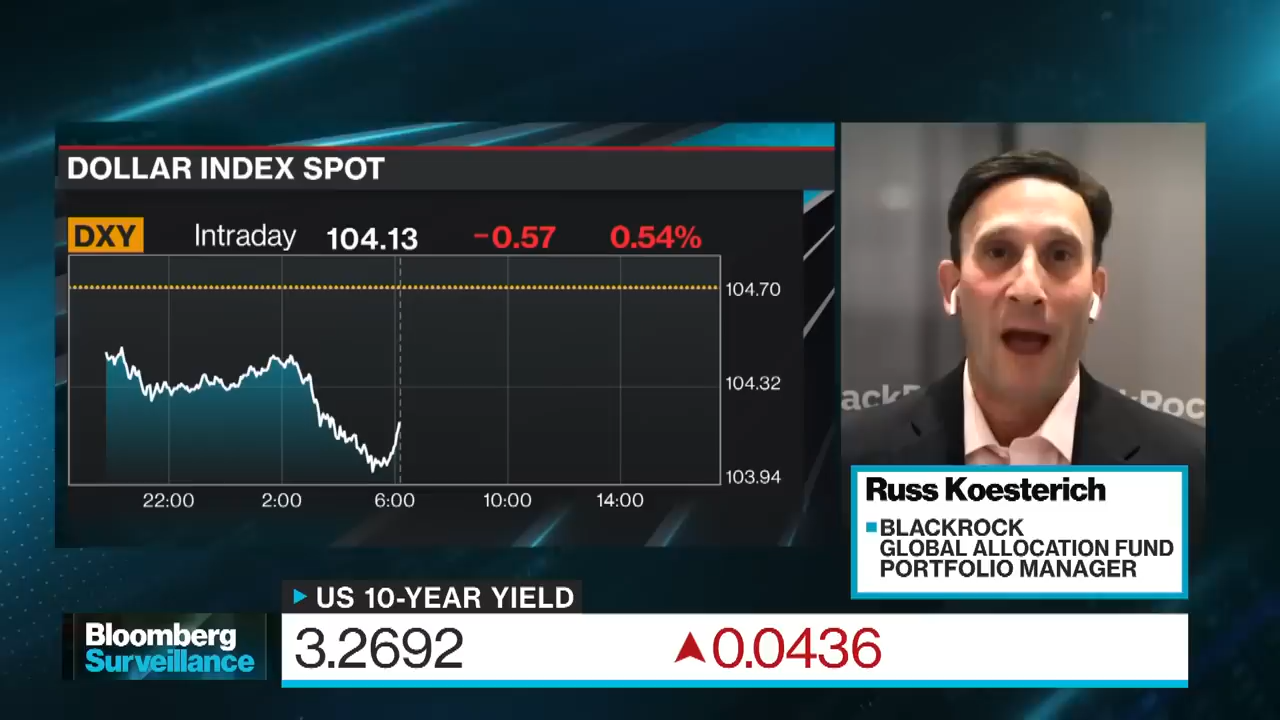 DOLLAR INDEX SPOT
DXY Intraday 104.13 −0.57 0.54%
104.70
104.32
103.94
22:00 2:00 6:00 10:00 14:00
ackR kRoc
Russ Koesterich
BLACKROCK
GLOBAL ALLOCATION FUND
PORTFOLIO MANAGER
US 10-YEAR YIELD
Bloomberg
Surveillance
3.2692 0.0436